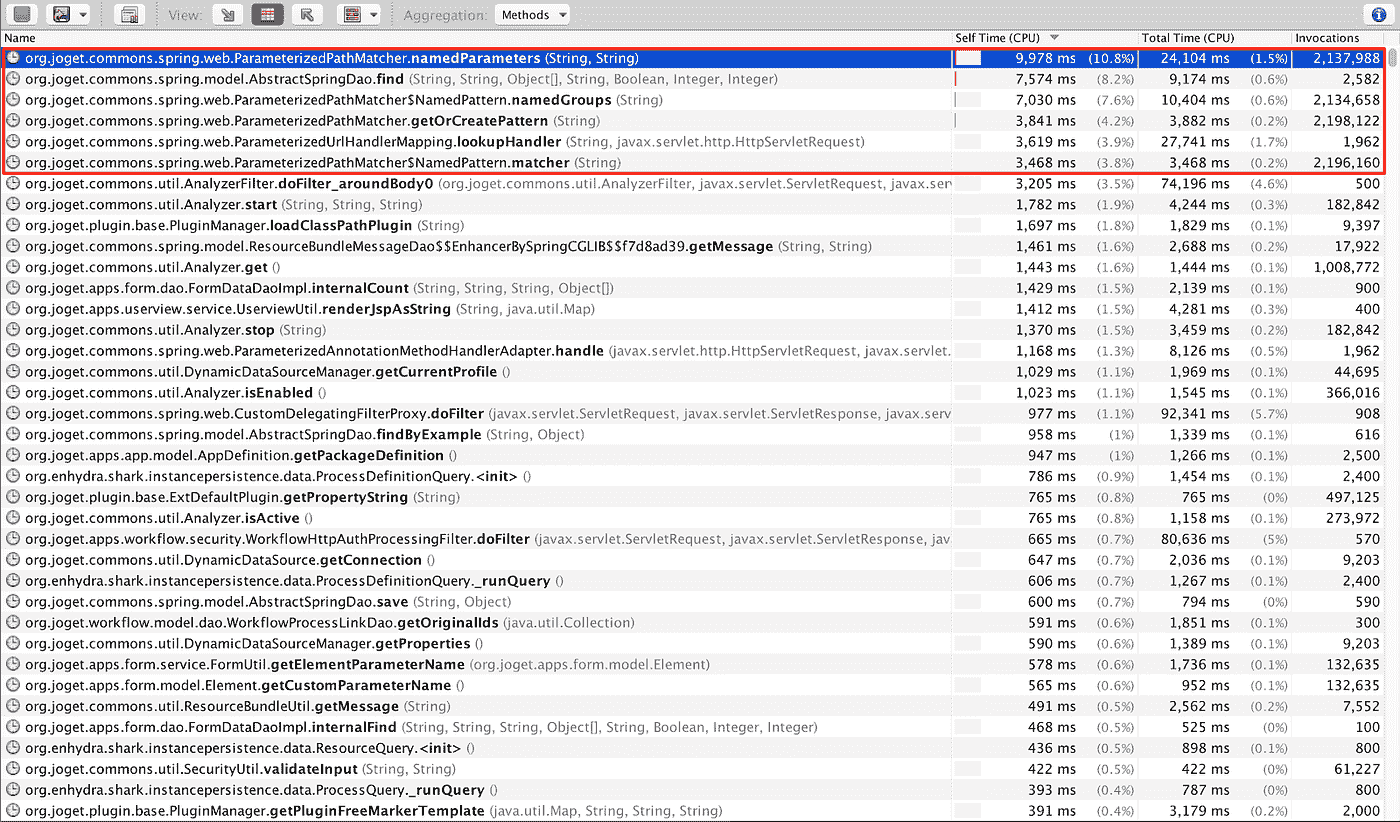 View: Aggregation: Methods
Name Self Time (CPU) Total Time (CPU) Invocations
org.joget.commons.spring.web.ParameterizedPathMatcher.namedParameters (String, String) 9,978 ms (10.8%) 24,104 ms (1.5%) 2,137,988
org.joget.commons.spring.model.AbstractSpringDao.find (String, String, Object[], String, Boolean, Integer, Integer) 7,574 ms (8.2%) 9,174 ms (0.6%) 2,582
org.joget.commons.spring.web.ParameterizedPathMatcher$NamedPattern.namedGroups (String) 7,030 ms (7.6%) 10,404 ms (0.6%) 2,134,658
org.joget.commons.spring.web.ParameterizedPathMatcher.getOrCreatePattern (String) 3,841 ms (4.2%) 3,882 ms (0.2%) 2,198,122
org.joget.commons.spring.web.ParameterizedUrlHandlerMapping.lookupHandler (String, javax.servlet.http.HttpServletRequest) 3,619 ms (3.9%) 27,741 ms (1.7%) 1,962
org.joget.commons.spring.web.ParameterizedPathMatcher$NamedPattern.matcher (String) 3,468 ms (3.8%) 3,468 ms (0.2%) 2,196,160
org.joget.commons.util.AnalyzerFilter.doFilter_aroundBody0 (org.joget.commons.util.AnalyzerFilter, javax.servlet.ServletRequest, javax.ser 3,205 ms (3.5%) 74,196 ms (4.6%) 500
org.joget.commons.util.Analyzer.start (String, String, String) 1,782 ms (1.9%) 4,244 ms (0.3%) 182,842
org.joget.plugin.base.PluginManager.loadClassPathPlugin (String) 1,697 ms (1.8%) 1,829 ms (0.1%) 9,397
org.joget.commons.spring.model.ResourceBundleMessageDao$$EnhancerBySpringCGLIB$$f7d8ad39.getMessage (String, String) 1,461 ms (1.6%) 2,688 ms (0.2%) 17,922
org.joget.commons.util.Analyzer.get () 1,443 ms (1.6%) 1,444 ms (0.1%) 1,008,772
org.joget.apps.form.dao.FormDataDaoImpl.internalCount (String, String, String, Object[]) 1,429 ms (1.5%) 2,139 ms (0.1%) 900
org.joget.apps.userview.service.UserviewUtil.renderJspAsString (String, java.util.Map) 1,412 ms (1.5%) 4,281 ms (0.3%) 400
org.joget.commons.util.Analyzer.stop (String) 1,370 ms (1.5%) 3,459 ms (0.2%) 182,842
org.joget.commons.spring.web.ParameterizedAnnotationMethodHandlerAdapter.handle (javax.servlet.http.HttpServletRequest, javax.servlet. 1,168 ms (1.3%) 8,126 ms (0.5%) 1,962
org.joget.commons.util.DynamicDataSourceManager.getCurrentProfile () 1,029 ms (1.1%) 1,969 ms (0.1%) 44,695
org.joget.commons.util.Analyzer.isEnabled () 1,023 ms (1.1%) 1,545 ms (0.1%) 366,016
org.joget.commons.spring.web.CustomDelegatingFilterProxy.doFilter (javax.servlet.ServletRequest, javax.servlet.ServletResponse, javax.serv 977 ms (1.1%) 92,341 ms (5.7%) 908
org.joget.commons.spring.model.AbstractSpringDao.findByExample (String, Object) 958 ms (1%) 1,339 ms (0.1%) 616
org.joget.apps.app.model.AppDefinition.getPackageDefinition () 947 ms (1%) 1,266 ms (0.1%) 2,500
org.enhydra.shark.instancepersistence.data.ProcessDefinitionQuery.<init> () 786 ms (0.9%) 1,454 ms (0.1%) 2,400
org.joget.plugin.base.ExtDefaultPlugin.getPropertyString (String) 765 ms (0.8%) 765 ms (0%) 497,125
org.joget.commons.util.Analyzer.isActive () 765 ms (0.8%) 1,158 ms (0.1%) 273,972
org.joget.apps.workflow.security.WorkflowHttpAuthProcessingFilter.doFilter (javax.servlet.ServletRequest, javax.servlet.ServletResponse, jav 665 ms (0.7%) 80,636 ms (5%) 570
org.joget.commons.util.DynamicDataSource.getConnection () 647 ms (0.7%) 2,036 ms (0.1%) 9,203
org.enhydra.shark.instancepersistence.data.ProcessDefinitionQuery._runQuery () 606 ms (0.7%) 1,267 ms (0.1%) 2,400
org.joget.commons.spring.model.AbstractSpringDao.save (String, Object) 600 ms (0.7%) 794 ms (0%) 590
org.joget.workflow.model.dao.WorkflowProcessLinkDao.getOriginalIds (java.util.Collection) 591 ms (0.6%) 1,851 ms (0.1%) 300
org.joget.commons.util.DynamicDataSourceManager.getProperties () 590 ms (0.6%) 1,389 ms (0.1%) 9,203
org.joget.apps.form.service.FormUtil.getElementParameterName (org.joget.apps.form.model.Element) 578 ms (0.6%) 1,736 ms (0.1%) 132,635
org.joget.apps.form.model.Element.getCustomParameterName () 565 ms (0.6%) 952 ms (0.1%) 132,635
org.joget.commons.util.ResourceBundleUtil.getMessage (String) 491 ms (0.5%) 2,562 ms (0.2%) 7,552
org.joget.apps.form.dao.FormDataDaoImpl.internalFind (String, String, String, Object[], String, Boolean, Integer, Integer) 468 ms (0.5%) 525 ms (0%) 100
org.enhydra.shark.instancepersistence.data.ResourceQuery.<init> () 436 ms (0.5%) 898 ms (0.1%) 800
org.joget.commons.util.SecurityUtil.validateInput (String, String) 422 ms (0.5%) 422 ms (0%) 61,227
org.enhydra.shark.instancepersistence.data.ProcessQuery._runQuery () 393 ms (0.4%) 787 ms (0%) 800
org.joget.plugin.base.PluginManager.getPluginFreeMarkerTemplate (java.util.Map, String, String, String) 391 ms (0.4%) 3,179 ms (0.2%) 2,000